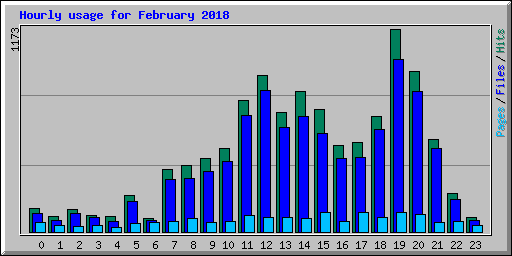 Hourly usage for February 2018
1173
Pages/Files/Hits
0 1 2 3 4 5 6 7 8 9 10 11 12 13 14 15 16 17 18 19 20 21 22 23